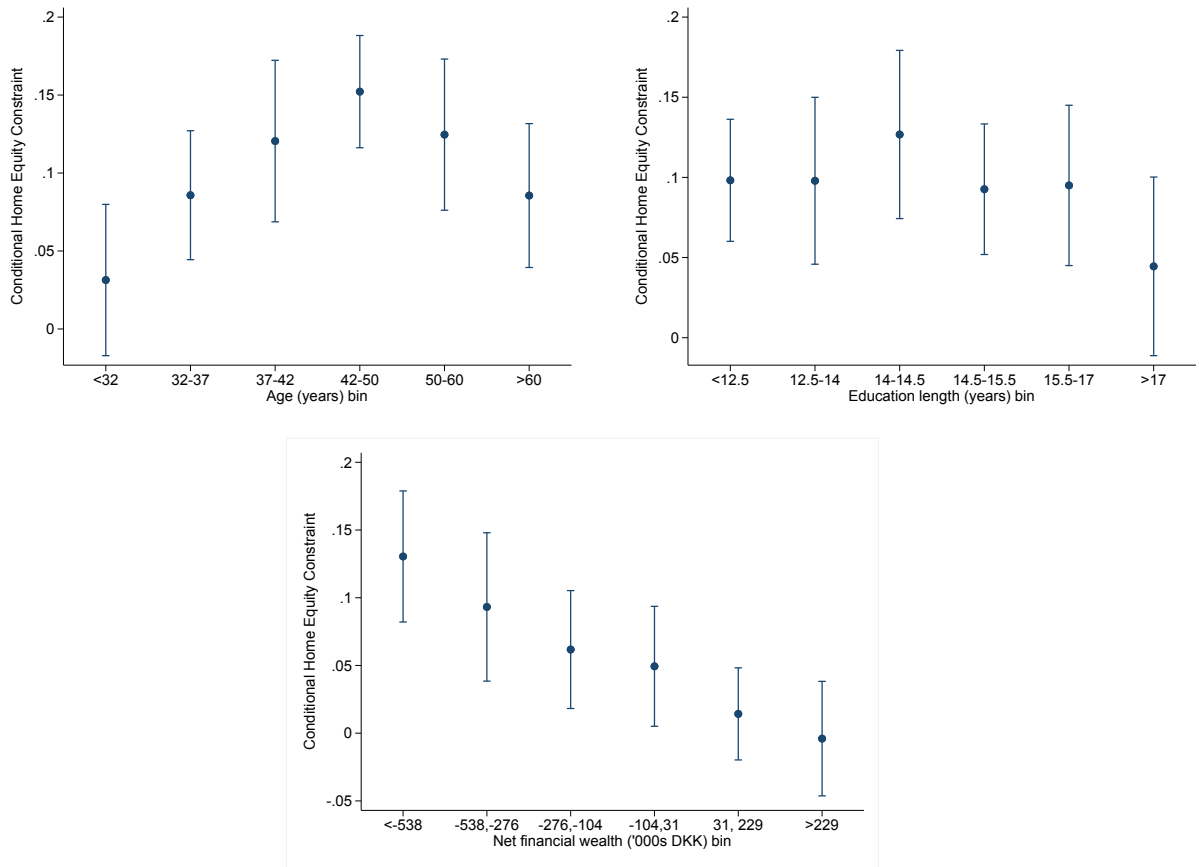 Conditional Home Equity Constraint
.2
.15
.1
.05
0
<32 32-37 37-42 42-50 50-60 >60
Age (years) bin
Conditional Home Equity Constraint
.2
.15
.1
.05
0
<12.5 12.5-14 14-14.5 14.5-15.5 15.5-17 >17
Education length (years) bin
Conditional Home Equity Constraint
.2
.15
.1
.05
0
-.05
<-538 -538,-276 -276,-104 -104,31 31, 229 >229
Net financial wealth ('000s DKK) bin